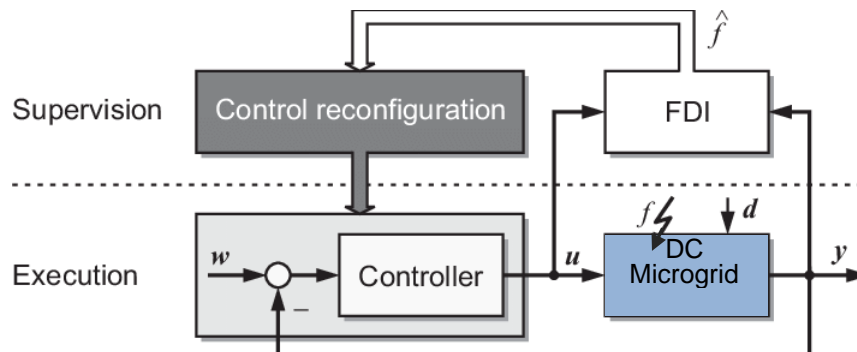 f̂
Supervision
Control reconfiguration
FDI
f
d
w
Execution
Controller
u
DC
Microgrid
y
−